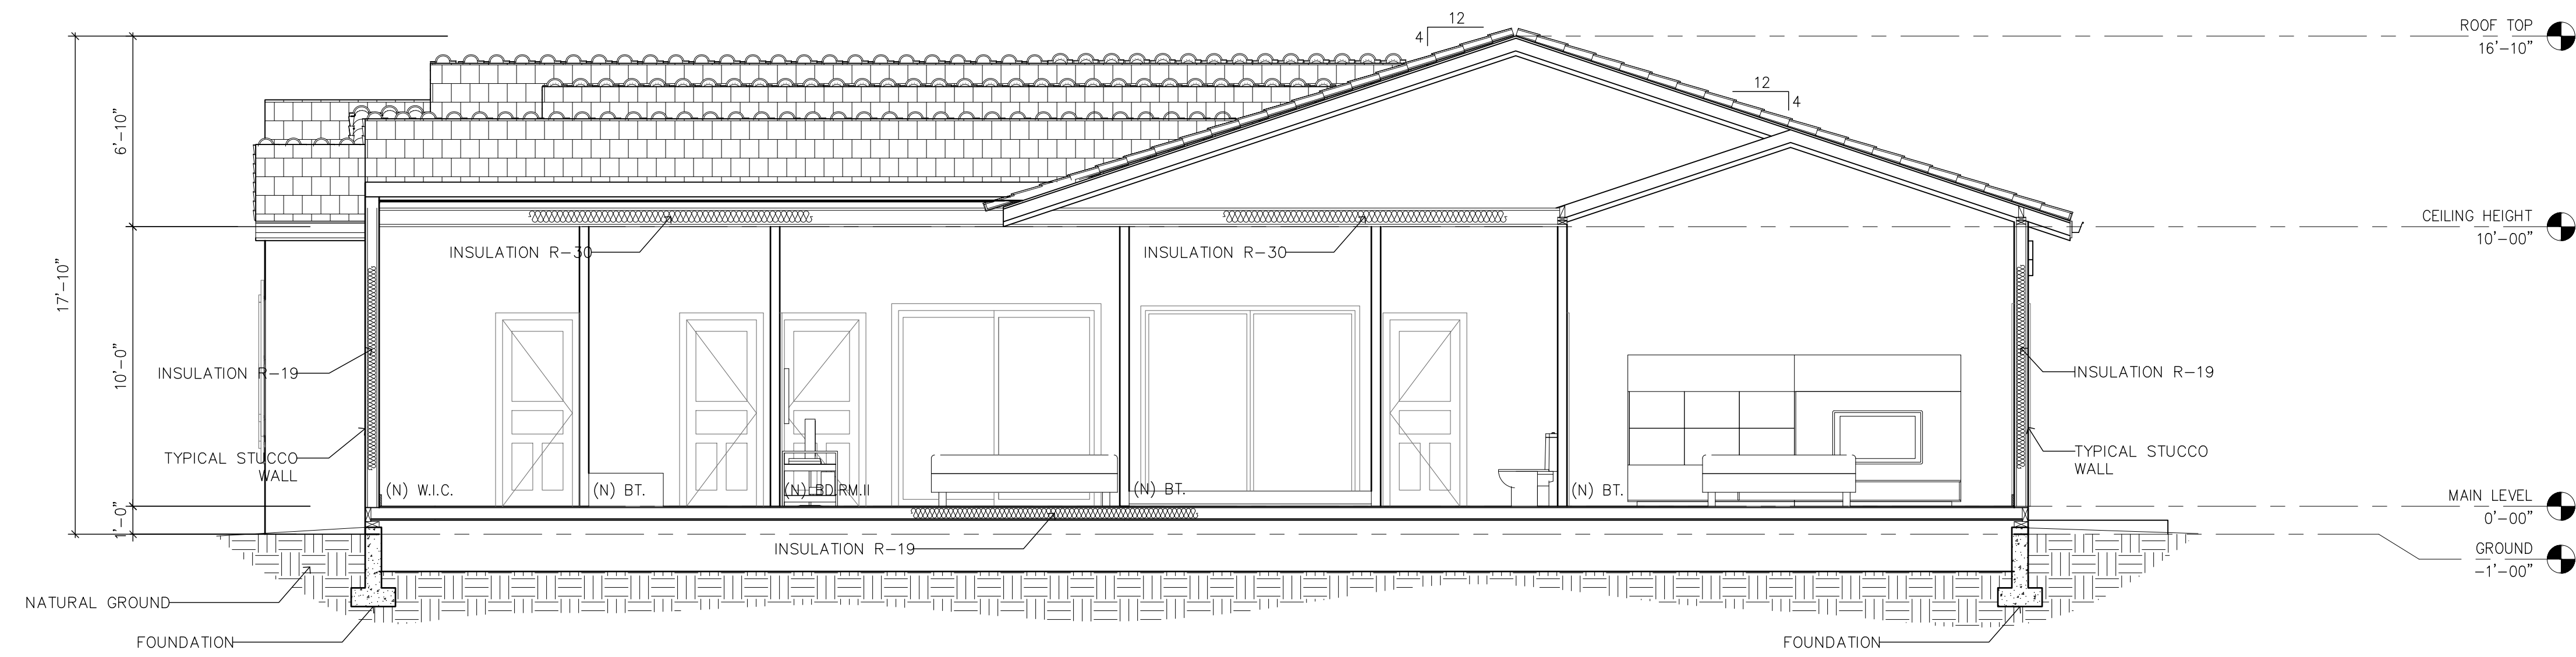 12
4
ROOF TOP
16'-10"
12
4
6'-10"
CEILING HEIGHT
10'-00"
INSULATION R-30
INSULATION R-30
17'-10"
10'-0"
INSULATION R-19
INSULATION R-19
TYPICAL STUCCO
WALL
TYPICAL STUCCO
WALL
(N) W.I.C.
(N) BT.
(N) BD.RM.II
(N) BT.
(N) BT.
MAIN LEVEL
0'-00"
1'-0"
INSULATION R-19
GROUND
-1'-00"
NATURAL GROUND
FOUNDATION
FOUNDATION